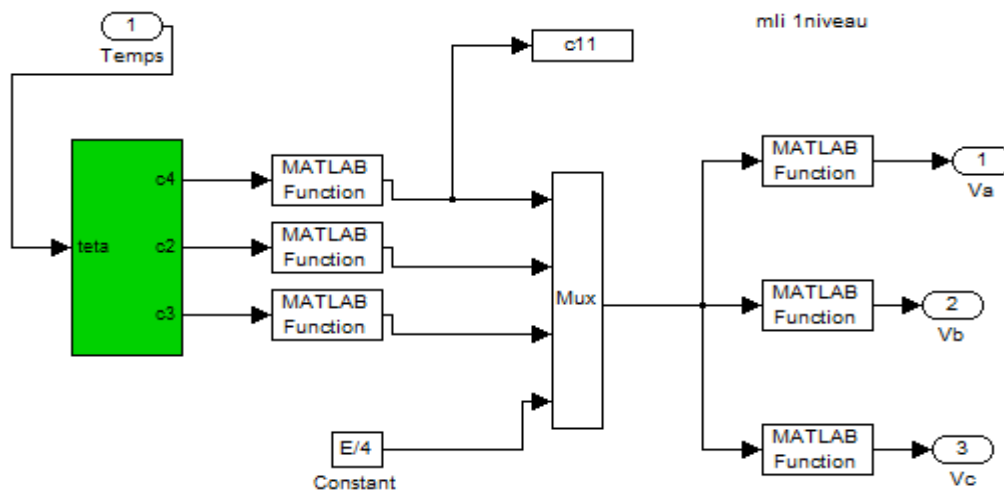 1
Temps
mli 1niveau
c11
teta
c4
c2
c3
MATLAB
Function
MATLAB
Function
MATLAB
Function
Mux
E/4
Constant
MATLAB
Function
1
Va
MATLAB
Function
2
Vb
MATLAB
Function
3
Vc